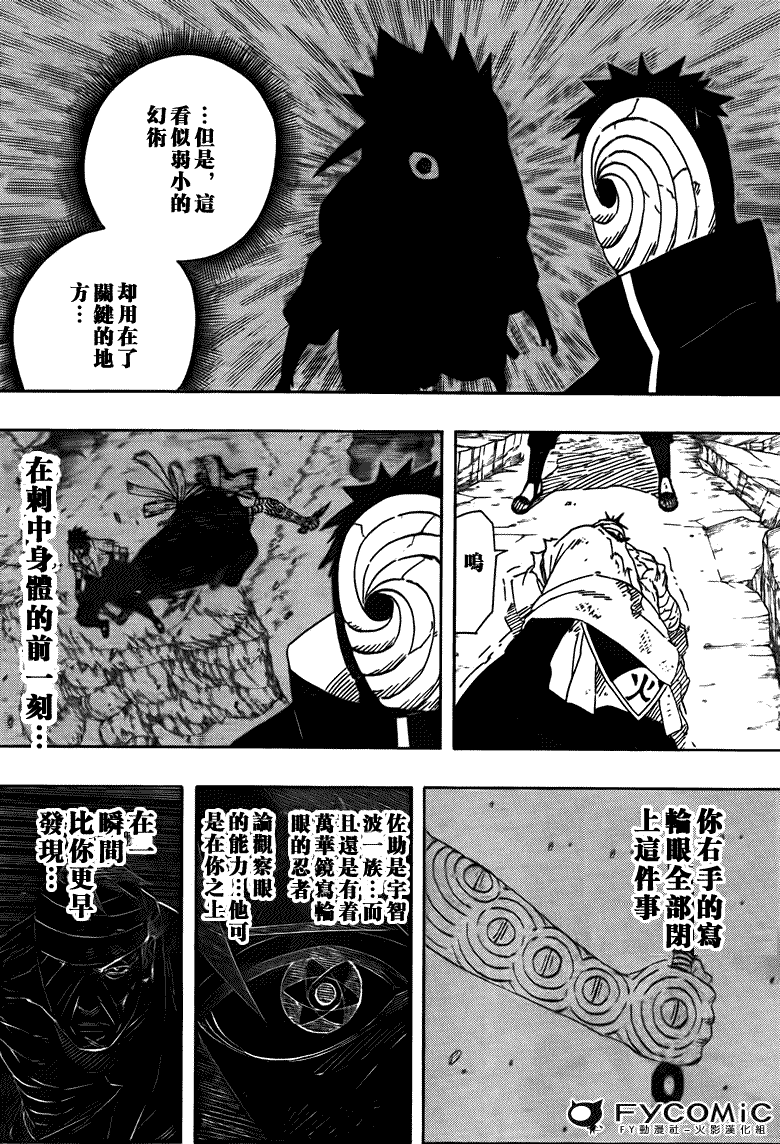 …但是，這
看似弱小的
幻術
却用在了
關鍵的地
方…
嗚
火
在刺中身體的前一刻…
你右手的寫
輪眼全部閉
上這件事
佐助是宇智
波一族…而
且還是有着
萬華鏡寫輪
眼的忍者
論觀察眼
的能力…他可
是在你之上
在一
瞬間
比你更早
發現…
FYCOMiC
FY動漫社-火影漢化組